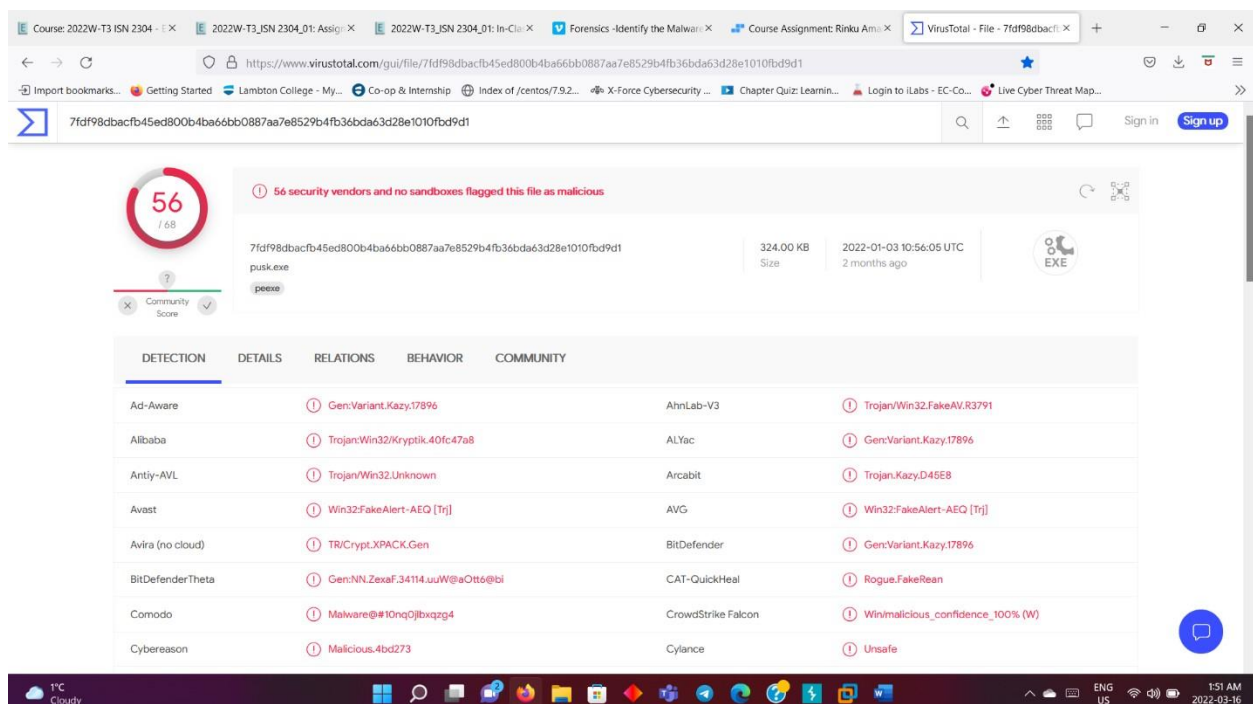 Course: 2022W-T3 ISN 2304 - E
2022W-T3_ISN 2304_01: Assig
2022W-T3_ISN 2304_01: In-Cla
Forensics -Identify the Malware
Course Assignment: Rinku Ama
VirusTotal - File - 7fdf98dbacf
https://www.virustotal.com/gui/file/7fdf98dbacfb45ed800b4ba66bb0887aa7e8529b4fb36bda63d28e1010fbd9d1
Import bookmarks... Getting Started Lambton College - My... Co-op & Internship Index of /centos/7.9.2... X-Force Cybersecurity ... Chapter Quiz: Learnin... Login to iLabs - EC-Co... Live Cyber Threat Map...
7fdf98dbacfb45ed800b4ba66bb0887aa7e8529b4fb36bda63d28e1010fbd9d1
Sign in Sign up
56
/ 68
56 security vendors and no sandboxes flagged this file as malicious
7fdf98dbacfb45ed800b4ba66bb0887aa7e8529b4fb36bda63d28e1010fbd9d1
pusk.exe
peexe
324.00 KB
Size
2022-01-03 10:56:05 UTC
2 months ago
EXE
?
Community
Score
DETECTION DETAILS RELATIONS BEHAVIOR COMMUNITY
Ad-Aware Gen:Variant.Kazy.17896 AhnLab-V3 Trojan/Win32.FakeAV.R3791
Alibaba Trojan:Win32/Kryptik.40fc47a8 ALYac Gen:Variant.Kazy.17896
Antiy-AVL Trojan/Win32.Unknown Arcabit Trojan.Kazy.D45E8
Avast Win32:FakeAlert-AEQ [Trj] AVG Win32:FakeAlert-AEQ [Trj]
Avira (no cloud) TR/Crypt.XPACK.Gen BitDefender Gen:Variant.Kazy.17896
BitDefenderTheta Gen:NN.ZexaF.34114.uuW@aOtt6@bi CAT-QuickHeal Rogue.FakeRean
Comodo Malware@#10nq0jlbxqzg4 CrowdStrike Falcon Win/malicious_confidence_100% (W)
Cybereason Malicious.4bd273 Cylance Unsafe
1°C
Cloudy
2
ENG
US
1:51 AM
2022-03-16